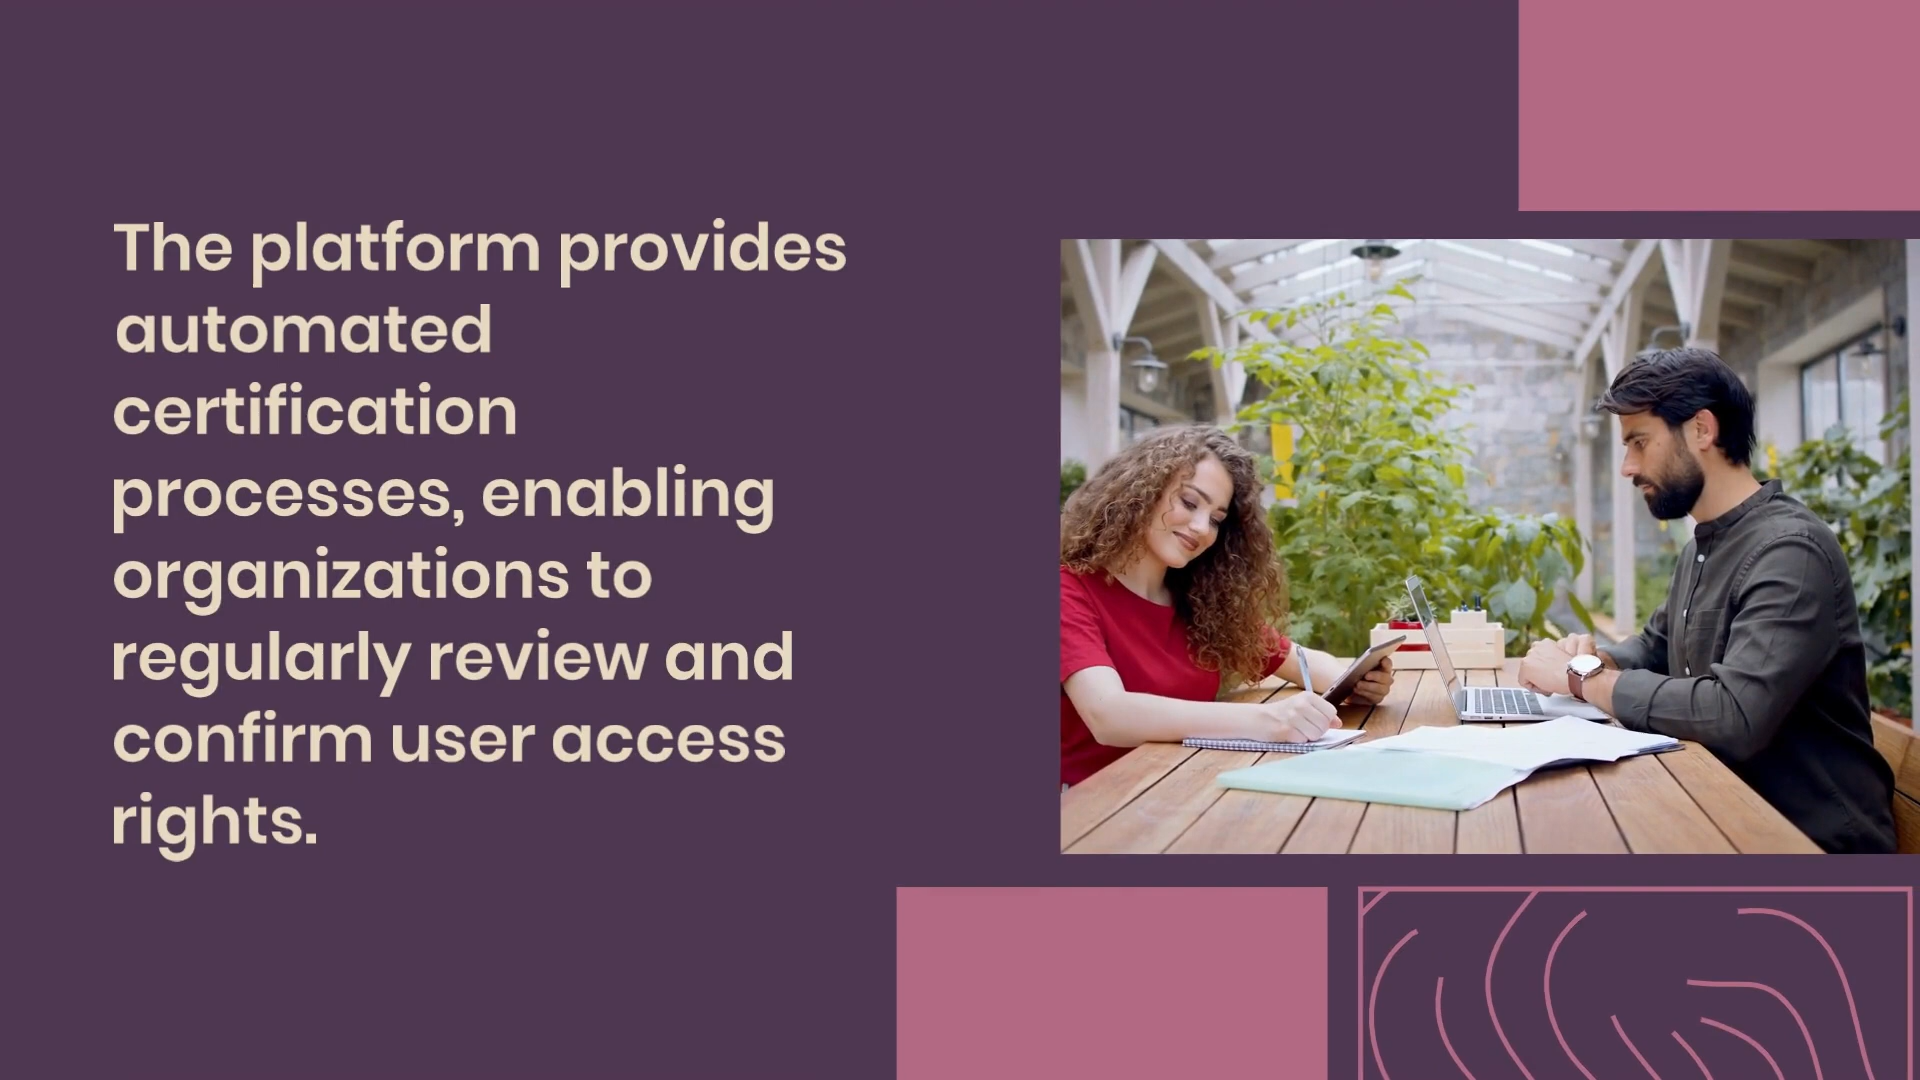 The platform provides
automated
certification
processes, enabling
organizations to
regularly review and
confirm user access
rights.